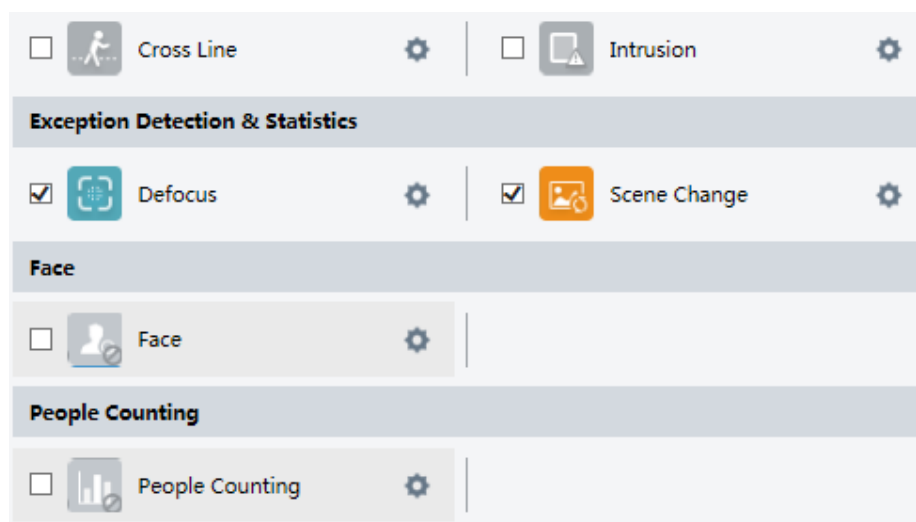 Cross Line
Intrusion
Exception Detection & Statistics
Defocus
Scene Change
Face
Face
People Counting
People Counting